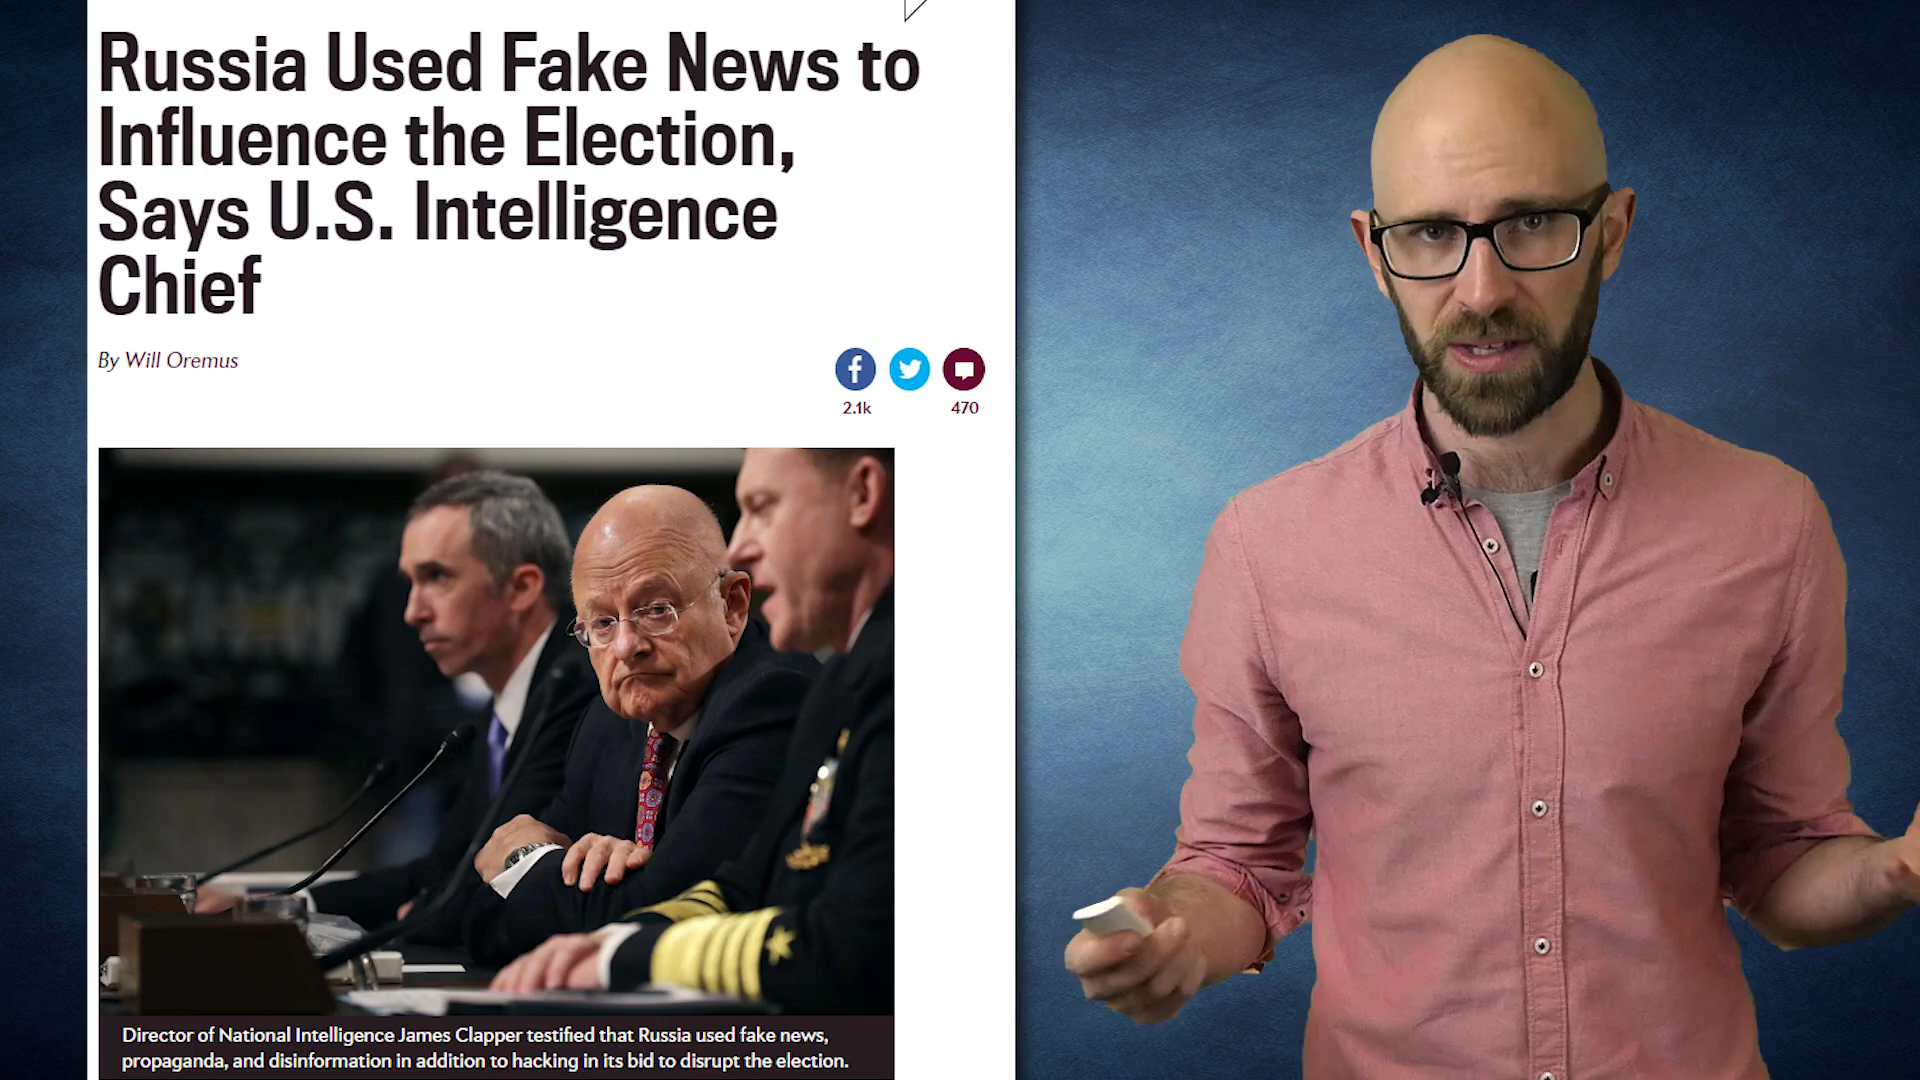 Russia Used Fake News to
Influence the Election,
Says U.S. Intelligence
Chief
By Will Oremus
2.1k
470
Director of National Intelligence James Clapper testified that Russia used fake news,
propaganda, and disinformation in addition to hacking in its bid to disrupt the election.